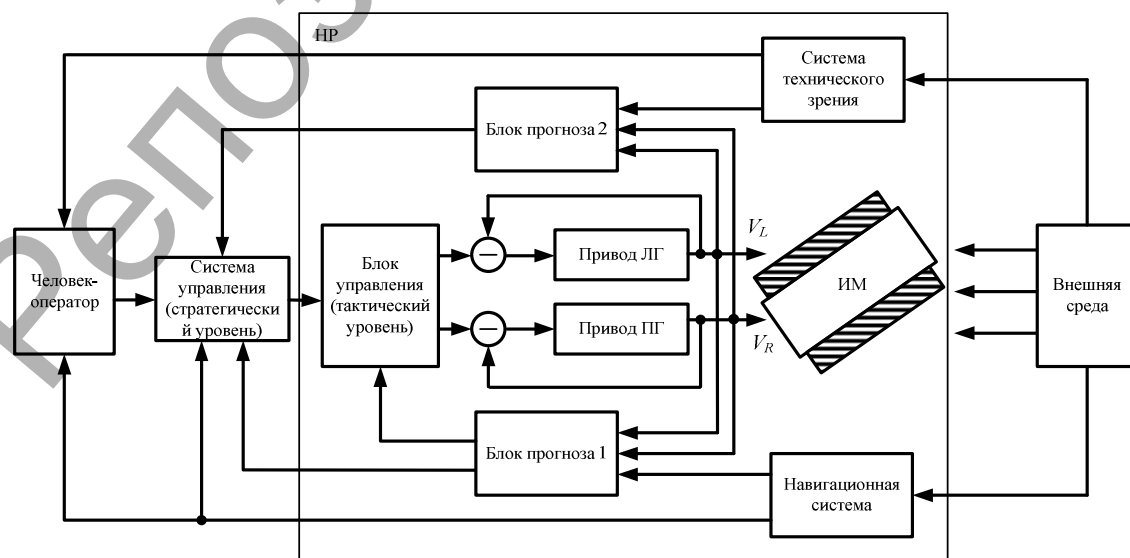 НР
Система
технического
зрения
Блок прогноза 2
V_L
Человек-
оператор
Система
управления
(стратегически
й уровень)
Блок
управления
(тактический
уровень)
−
Привод ЛГ
ИМ
Внешняя
среда
−
Привод ПГ
V_R
Блок прогноза 1
Навигационная
система
Репоз